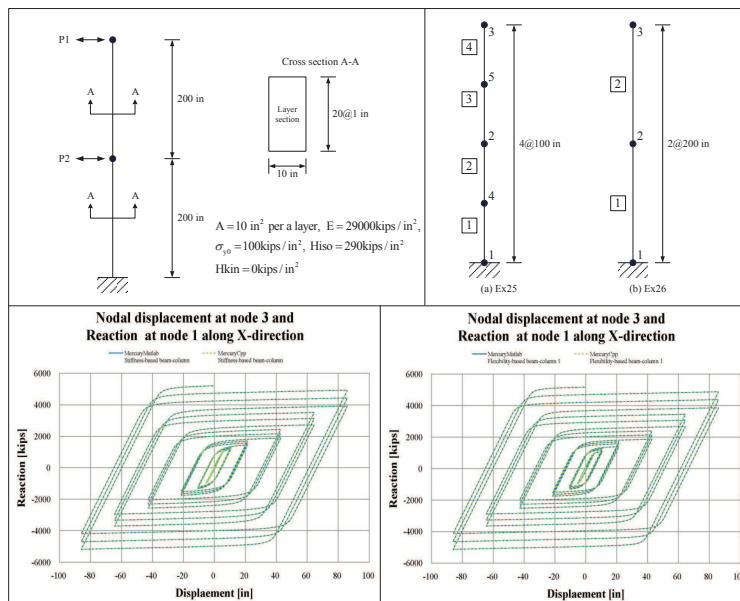 P1
A
A
200 in
P2
A
A
200 in
Cross section A-A
Layer
section
20@1 in
10 in
A = 10 in² per a layer, E = 29000kips / in²,
σy0 =100kips / in², Hiso = 290kips / in²
Hkin = 0kips / in²
3
4
5
3
2
2
4
1
1
4@100 in
(a) Ex25
3
2
2
1
1
2@200 in
(b) Ex26
Nodal displacement at node 3 and
Reaction at node 1 along X-direction
MercuryMatlab
Stiffness-based beam-column
MercuryCpp
Stiffness-based beam-column
Reaction [kips]
6000
4000
2000
0
-2000
-4000
-6000
-100 -80 -60 -40 -20 0 20 40 60 80 100
Displaement [in]
Nodal displacement at node 3 and
Reaction at node 1 along X-direction
MercuryMatlab
Flexibility-based beam-column 1
MercuryCpp
Flexibility-based beam-column 1
Reaction [kips]
6000
4000
2000
0
-2000
-4000
-6000
-100 -80 -60 -40 -20 0 20 40 60 80 100
Displaement [in]